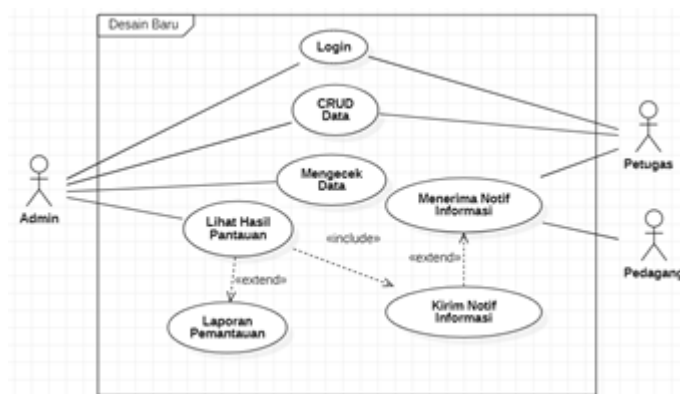 Desain Baru
Login
CRUD
Data
Petugas
Mengecek
Data
Admin
Lihat Hasil
Pantauan
Menerima Notif
Informasi
«include»
Pedagang
«extend»
«extend»
Laporan
Pemantauan
Kirim Notif
Informasi